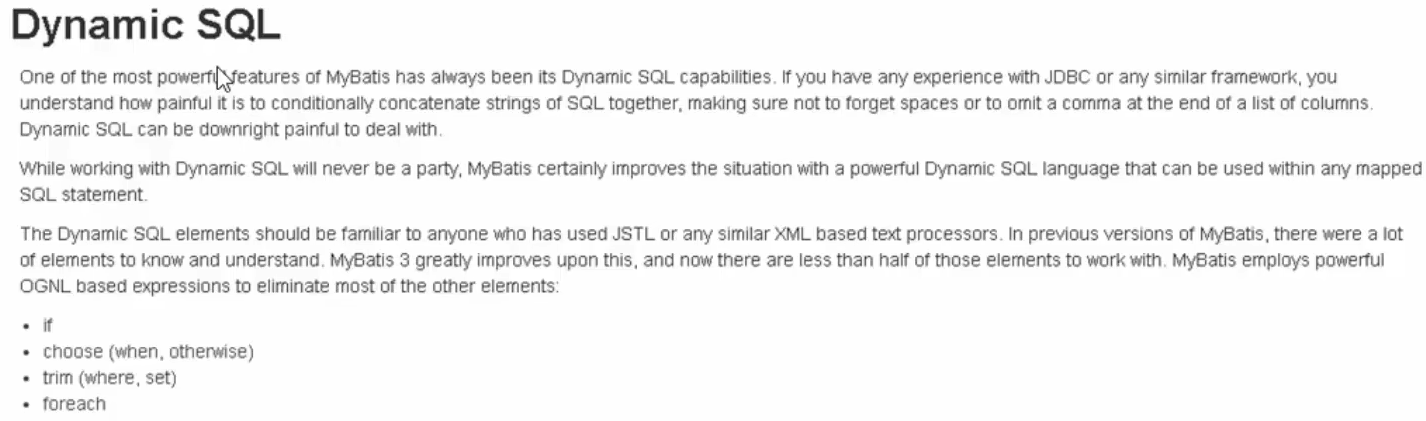 Dynamic SQL
One of the most powerful features of MyBatis has always been its Dynamic SQL capabilities. If you have any experience with JDBC or any similar framework, you
understand how painful it is to conditionally concatenate strings of SQL together, making sure not to forget spaces or to omit a comma at the end of a list of columns.
Dynamic SQL can be downright painful to deal with.
While working with Dynamic SQL will never be a party, MyBatis certainly improves the situation with a powerful Dynamic SQL language that can be used within any mapped
SQL statement.
The Dynamic SQL elements should be familiar to anyone who has used JSTL or any similar XML based text processors. In previous versions of MyBatis, there were a lot
of elements to know and understand. MyBatis 3 greatly improves upon this, and now there are less than half of those elements to work with. MyBatis employs powerful
OGNL based expressions to eliminate most of the other elements:
• if
• choose (when, otherwise)
• trim (where, set)
• foreach